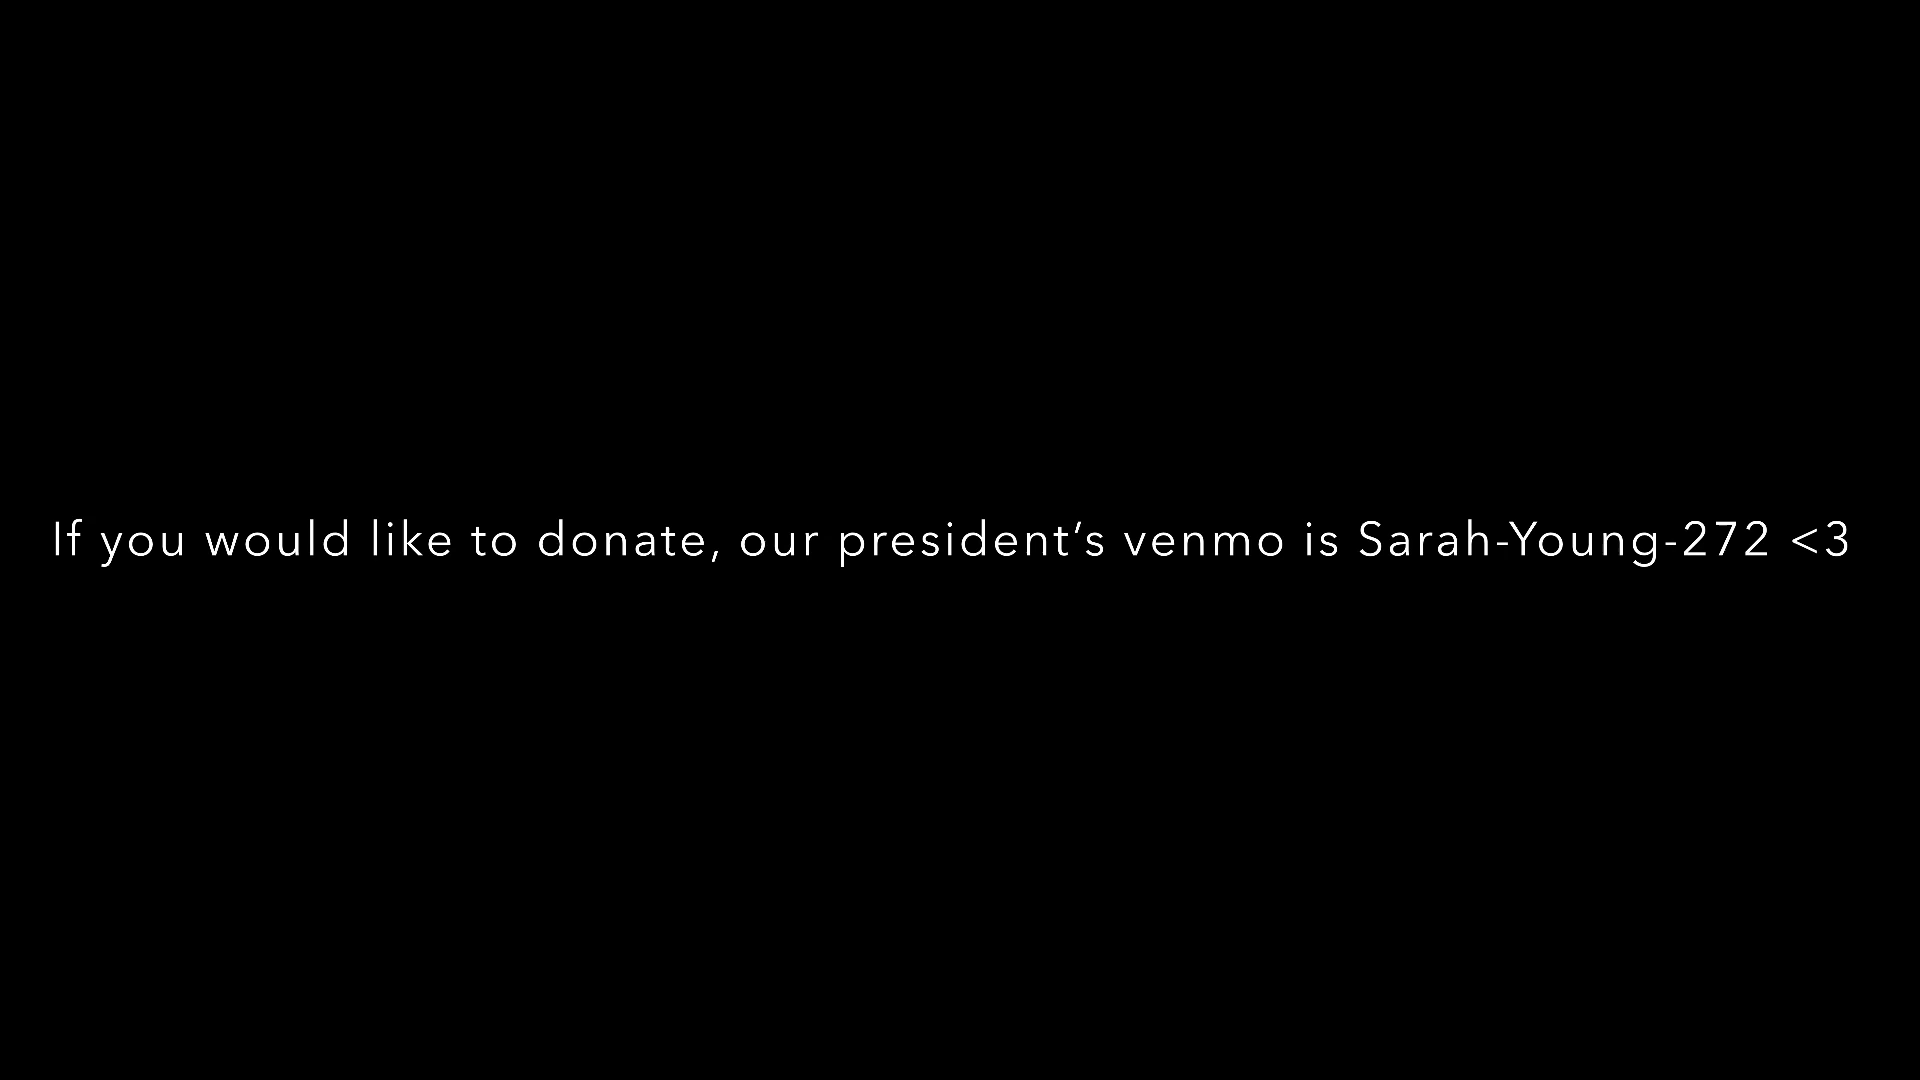 If you would like to donate, our president’s venmo is Sarah-Young-272 <3